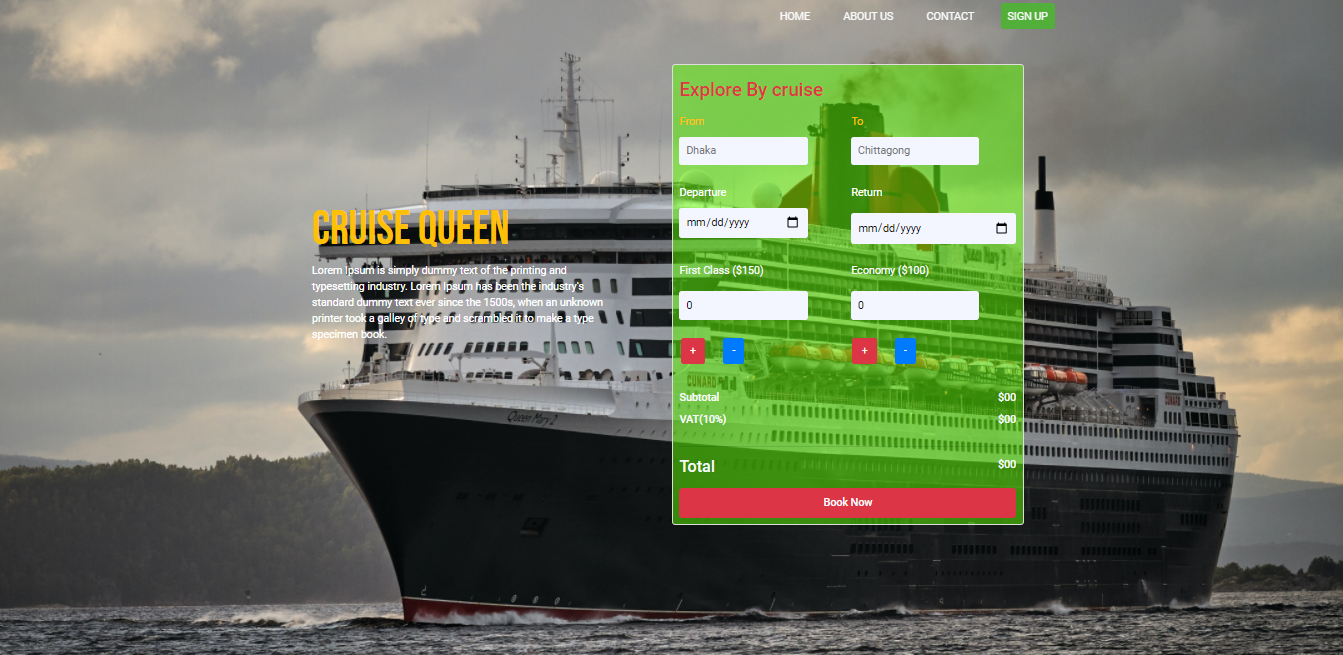 HOME ABOUT US CONTACT SIGN UP
Explore By cruise
From To
Dhaka Chittagong
Departure Return
mm/dd/yyyy mm/dd/yyyy
First Class ($150) Economy ($100)
0 0
+ - + -
Subtotal $00
VAT(10%) $00
Total $00
Book Now
CRUISE QUEEN
Lorem Ipsum is simply dummy text of the printing and
typesetting industry. Lorem Ipsum has been the industry's
standard dummy text ever since the 1500s, when an unknown
printer took a galley of type and scrambled it to make a type
specimen book.
Queen Mary 2
CUNARD
CUNARD